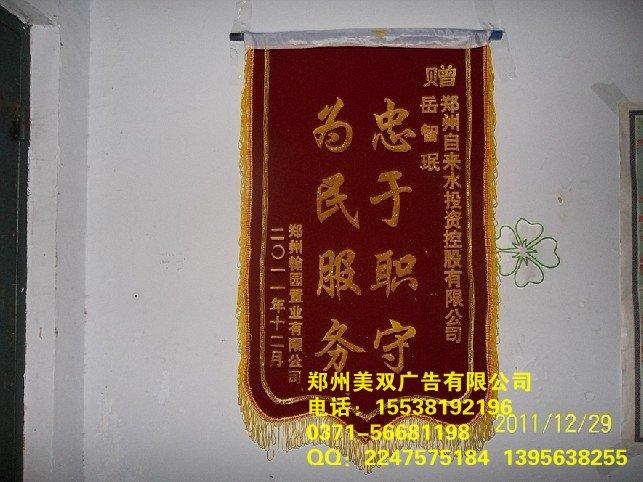 赠
郑州自来水投资控股有限公司
岳智珉
忠于职守
为民服务
郑州翰园置业有限公司
二〇一一年十二月
郑州美双广告有限公司
电话：15538192196
0371-56681198
QQ：2247575184 1395638255
2011/12/29